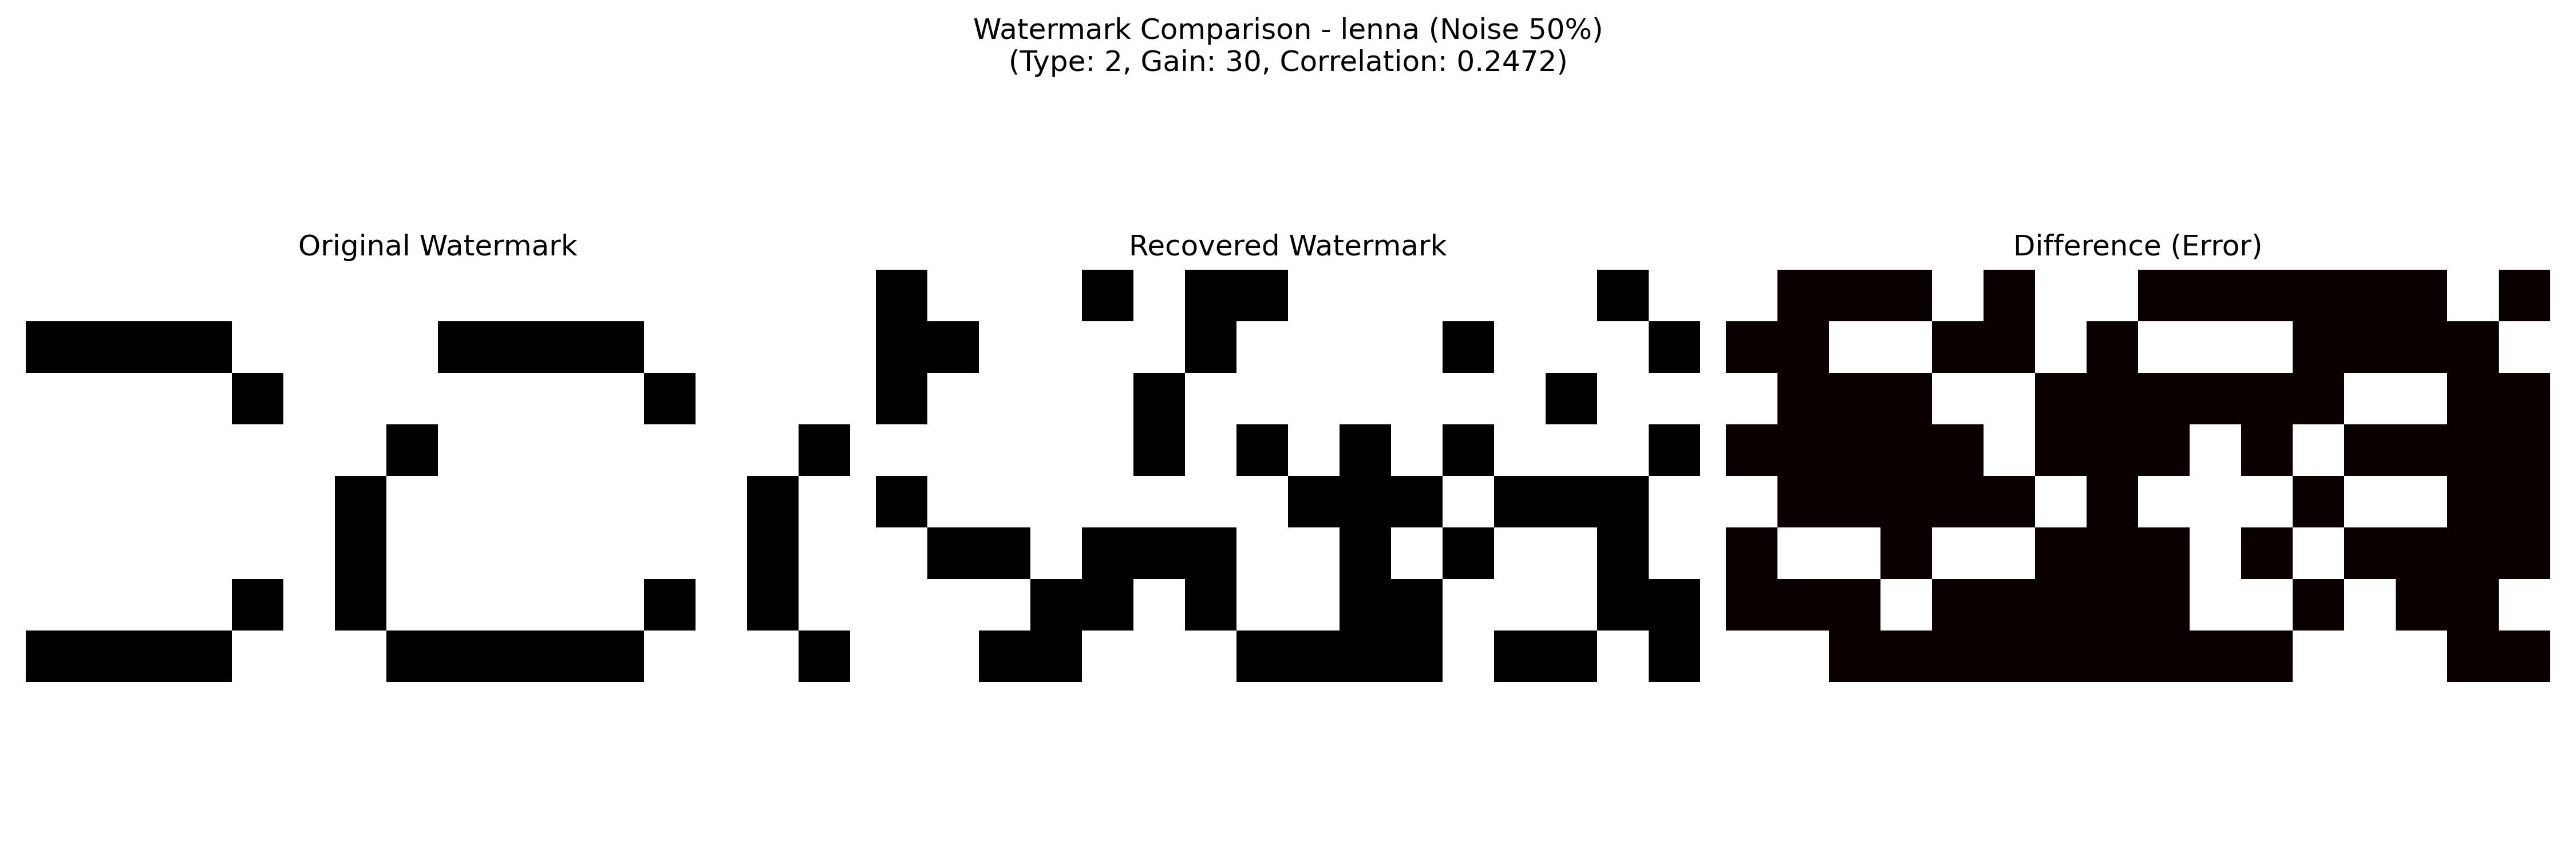 Watermark Comparison - lenna (Noise 50%)
(Type: 2, Gain: 30, Correlation: 0.2472)
Original Watermark
Recovered Watermark
Difference (Error)